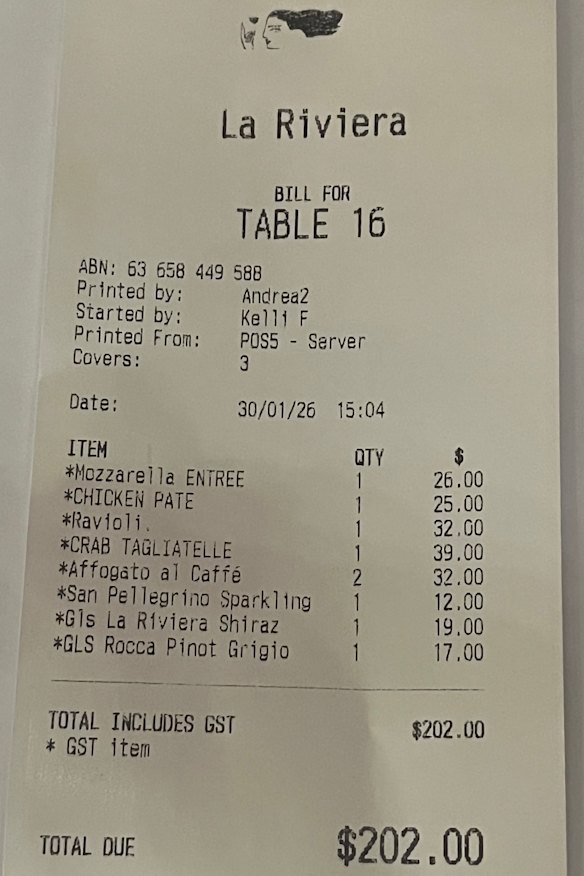 La Riviera
BILL FOR
TABLE 16
ABN: 63 658 449 588
Printed by: Andrea2
Started by: Kelli F
Printed From: POS5 - Server
Covers: 3
Date: 30/01/26 15:04
ITEM QTY $
*Mozzarella ENTREE 1 26.00
*CHICKEN PATE 1 25.00
*Ravioli. 1 32.00
*CRAB TAGLIATELLE 1 39.00
*Affogato al Caffé 2 32.00
*San Pellegrino Sparkling 1 12.00
*Gls La Riviera Shiraz 1 19.00
*GLS Rocca Pinot Grigio 1 17.00
TOTAL INCLUDES GST $202.00
* GST item
TOTAL DUE $202.00